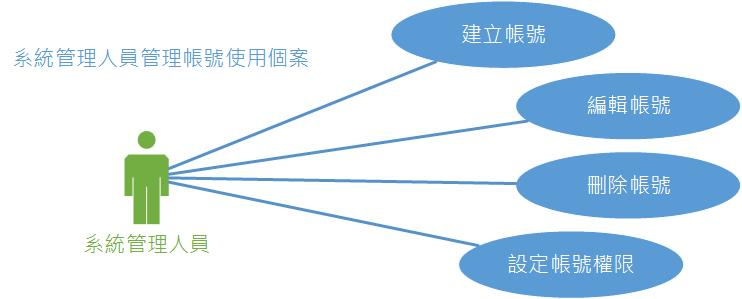 建立帳號
系統管理人員管理帳號使用個案
編輯帳號
刪除帳號
系統管理人員
設定帳號權限